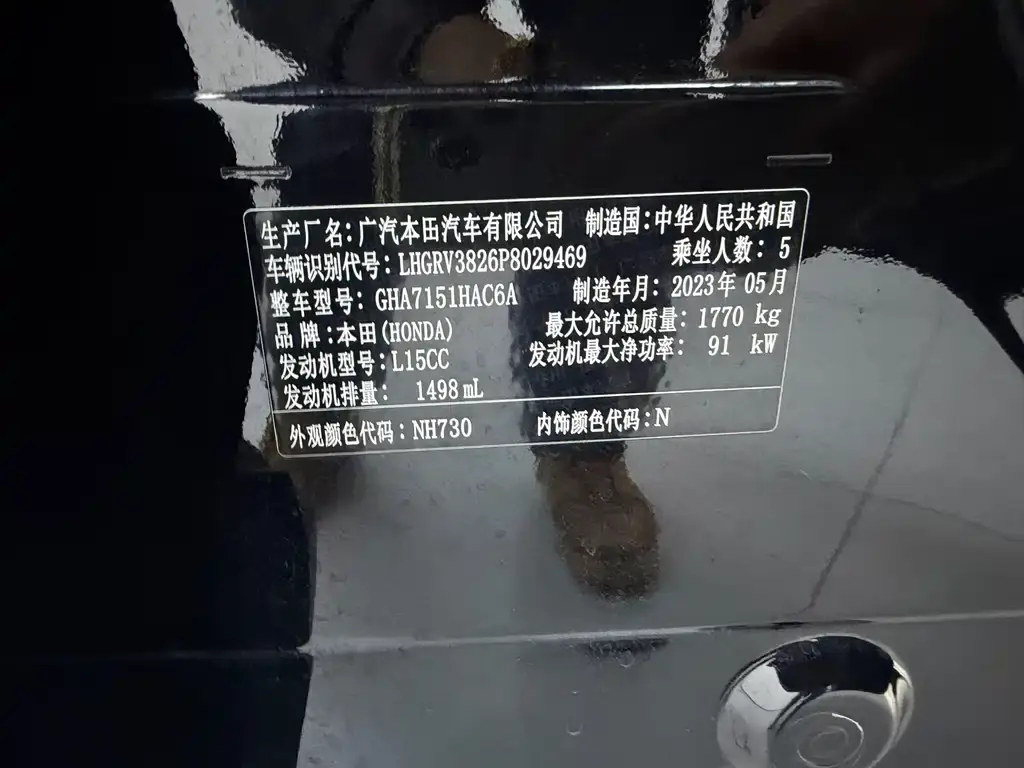 生产厂名:广汽本田汽车有限公司 制造国:中华人民共和国
车辆识别代号:LHGRV3826P8029469 乘坐人数:5
整车型号:GHA7151HAC6A 制造年月:2023年05月
品牌:本田(HONDA) 最大允许总质量:1770 kg
发动机型号:L15CC 发动机最大净功率:91 kW
发动机排量:1498 mL
外观颜色代码:NH730 内饰颜色代码:N